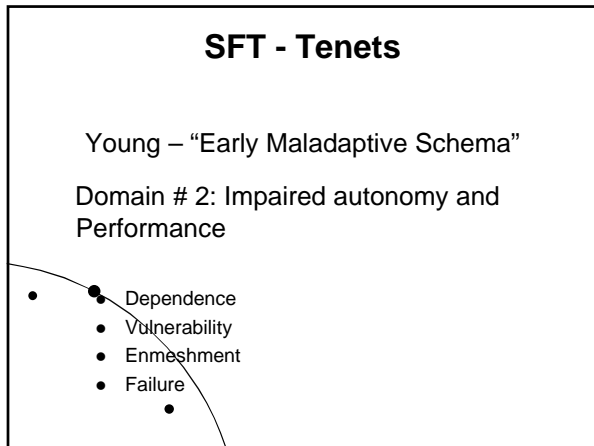 SFT - Tenets
Young – “Early Maladaptive Schema”
Domain # 2: Impaired autonomy and
Performance
● Dependence
● Vulnerability
● Enmeshment
● Failure